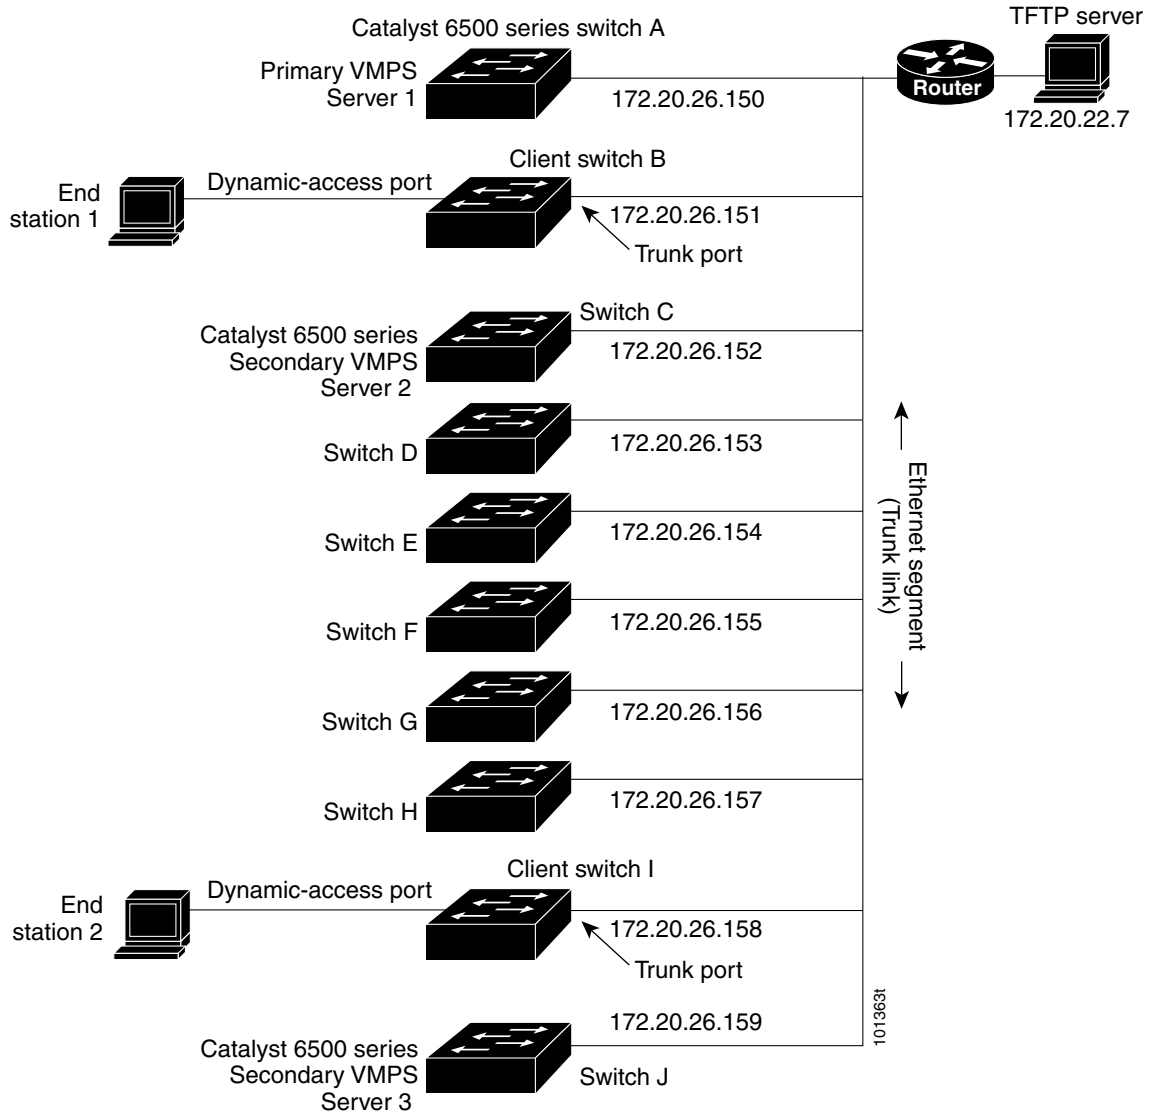 Catalyst 6500 series switch A
TFTP server
Primary VMPS
Server 1
172.20.26.150
Router
172.20.22.7
Client switch B
End
station 1
Dynamic-access port
172.20.26.151
Trunk port
Switch C
Catalyst 6500 series
Secondary VMPS
Server 2
172.20.26.152
Switch D
172.20.26.153
Switch E
172.20.26.154
Ethernet segment
(Trunk link)
Switch F
172.20.26.155
Switch G
172.20.26.156
Switch H
172.20.26.157
Client switch I
End
station 2
Dynamic-access port
172.20.26.158
Trunk port
101363t
172.20.26.159
Catalyst 6500 series
Secondary VMPS
Server 3
Switch J